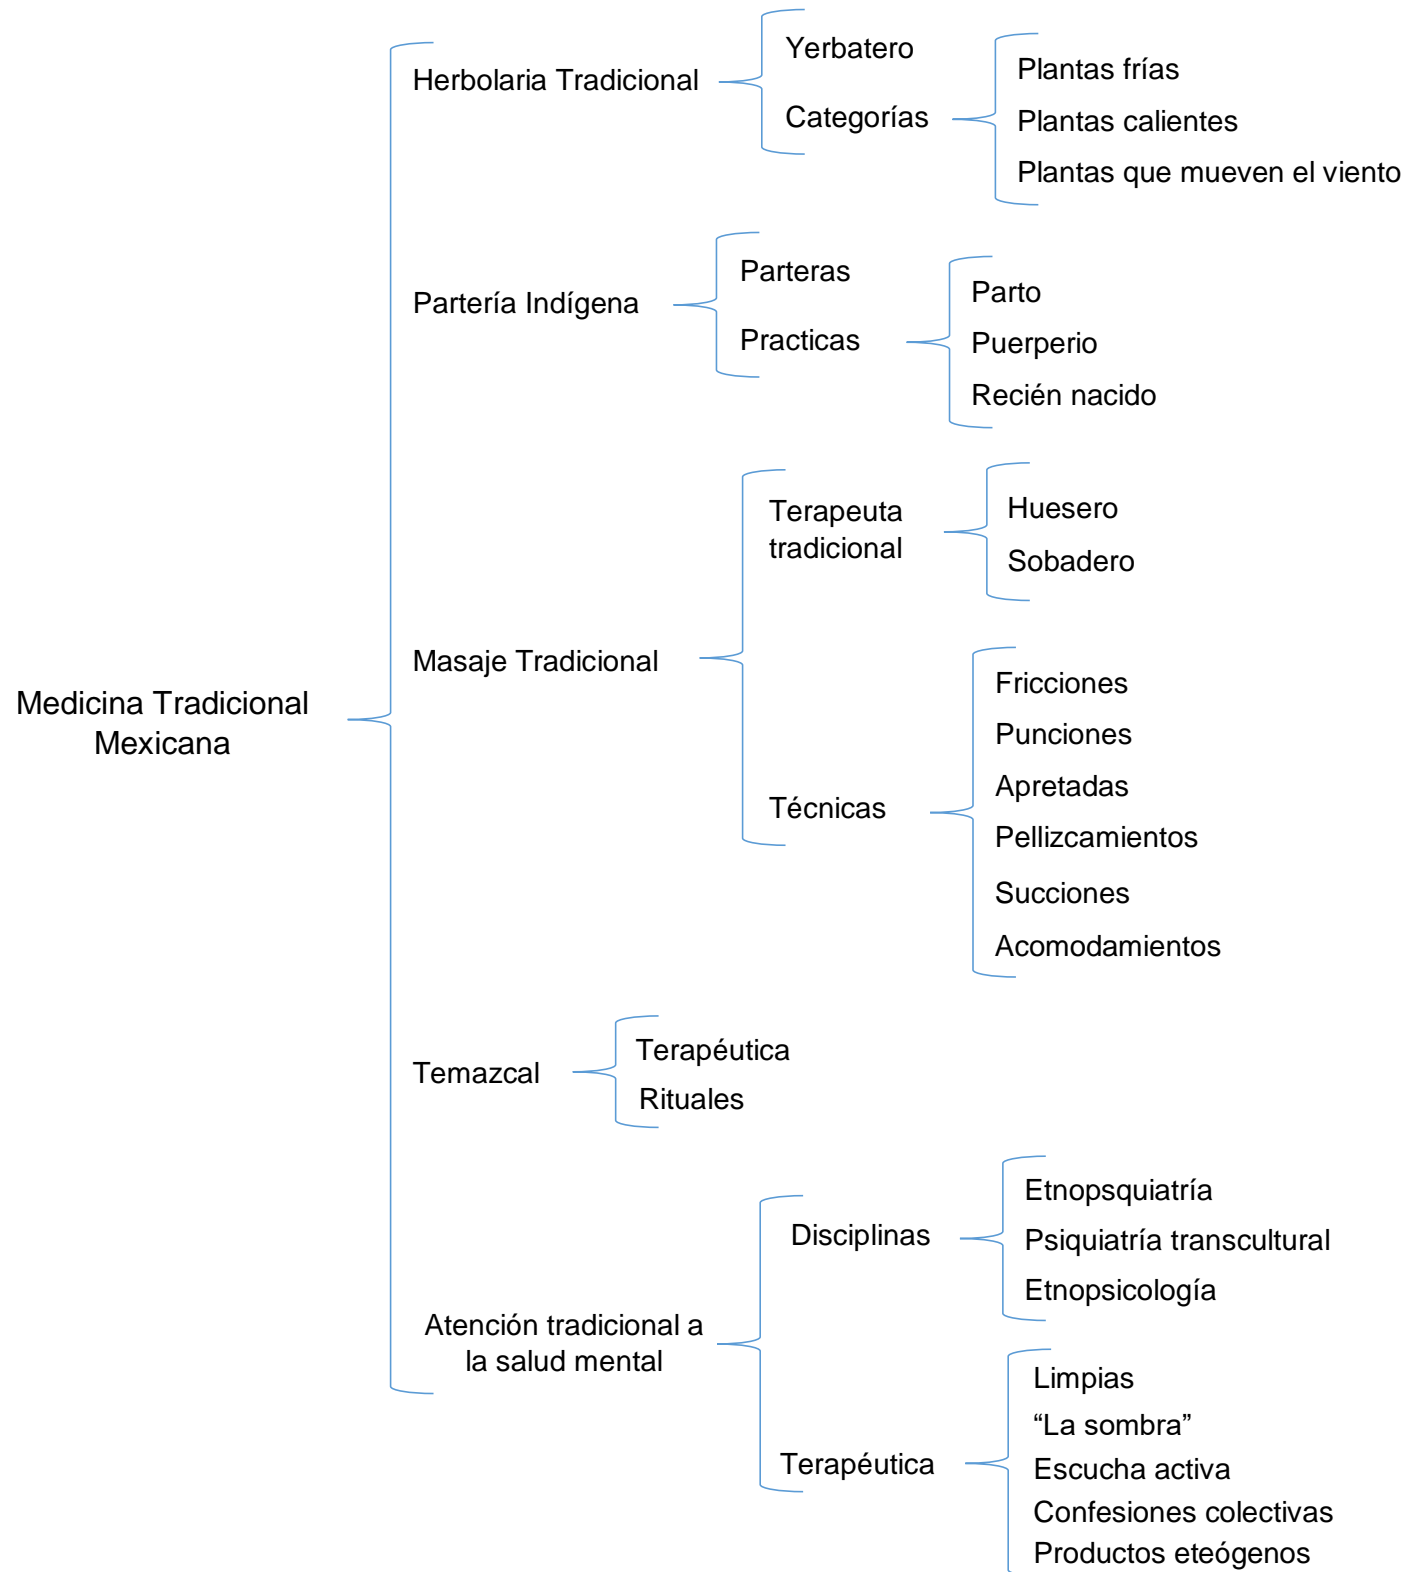 Medicina Tradicional
Mexicana
Herbolaria Tradicional
Yerbatero
Categorías
Plantas frías
Plantas calientes
Plantas que mueven el viento
Partería Indígena
Parteras
Practicas
Parto
Puerperio
Recién nacido
Masaje Tradicional
Terapeuta
tradicional
Huesero
Sobadero
Técnicas
Fricciones
Punciones
Apretadas
Pellizcamientos
Succiones
Acomodamientos
Temazcal
Terapéutica
Rituales
Atención tradicional a
la salud mental
Disciplinas
Etnopsquiatría
Psiquiatría transcultural
Etnopsicología
Terapéutica
Limpias
“La sombra”
Escucha activa
Confesiones colectivas
Productos eteógenos